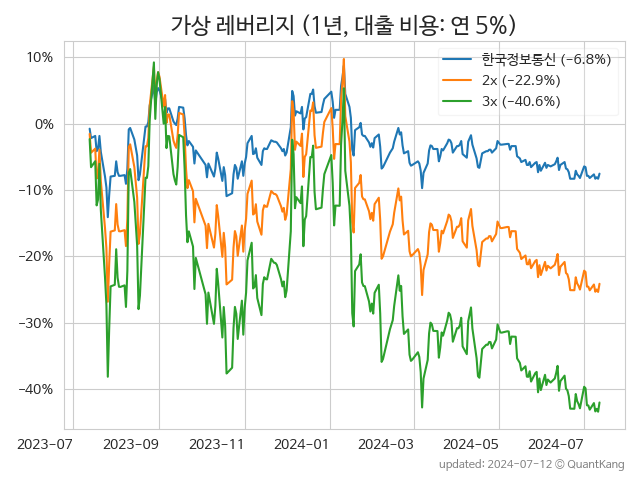 가상 레버리지 (1년, 대출 비용: 연 5%)
한국정보통신 (−6.8%)
2x (−22.9%)
3x (−40.6%)
10%
0%
−10%
−20%
−30%
−40%
2023-07 2023-09 2023-11 2024-01 2024-03 2024-05 2024-07
updated: 2024-07-12 © QuantKang